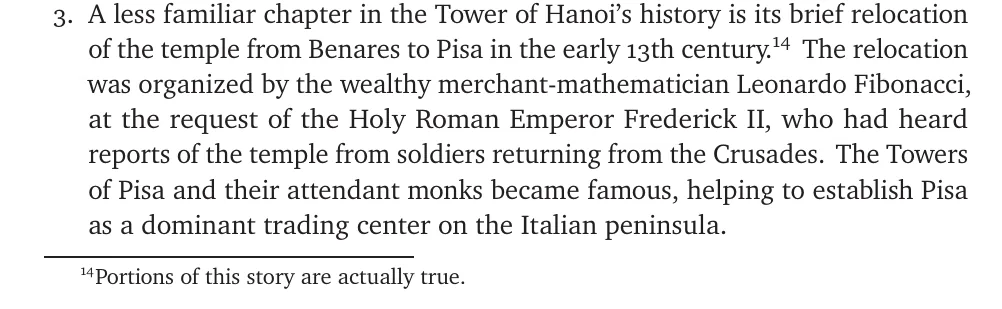 3. A less familiar chapter in the Tower of Hanoi’s history is its brief relocation
of the temple from Benares to Pisa in the early 13th century.¹⁴ The relocation
was organized by the wealthy merchant-mathematician Leonardo Fibonacci,
at the request of the Holy Roman Emperor Frederick II, who had heard
reports of the temple from soldiers returning from the Crusades. The Towers
of Pisa and their attendant monks became famous, helping to establish Pisa
as a dominant trading center on the Italian peninsula.
¹⁴Portions of this story are actually true.